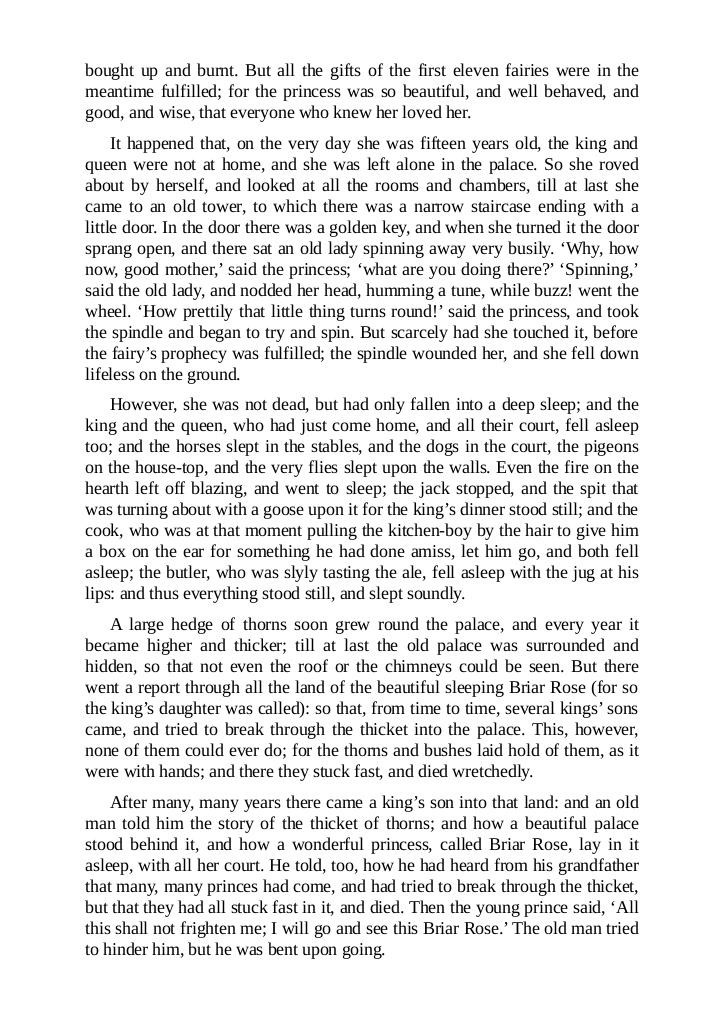 bought up and burnt. But all the gifts of the first eleven fairies were in the
meantime fulfilled; for the princess was so beautiful, and well behaved, and
good, and wise, that everyone who knew her loved her.
It happened that, on the very day she was fifteen years old, the king and
queen were not at home, and she was left alone in the palace. So she roved
about by herself, and looked at all the rooms and chambers, till at last she
came to an old tower, to which there was a narrow staircase ending with a
little door. In the door there was a golden key, and when she turned it the door
sprang open, and there sat an old lady spinning away very busily. ‘Why, how
now, good mother,’ said the princess; ‘what are you doing there?’ ‘Spinning,’
said the old lady, and nodded her head, humming a tune, while buzz! went the
wheel. ‘How prettily that little thing turns round!’ said the princess, and took
the spindle and began to try and spin. But scarcely had she touched it, before
the fairy’s prophecy was fulfilled; the spindle wounded her, and she fell down
lifeless on the ground.
However, she was not dead, but had only fallen into a deep sleep; and the
king and the queen, who had just come home, and all their court, fell asleep
too; and the horses slept in the stables, and the dogs in the court, the pigeons
on the house-top, and the very flies slept upon the walls. Even the fire on the
hearth left off blazing, and went to sleep; the jack stopped, and the spit that
was turning about with a goose upon it for the king’s dinner stood still; and the
cook, who was at that moment pulling the kitchen-boy by the hair to give him
a box on the ear for something he had done amiss, let him go, and both fell
asleep; the butler, who was slyly tasting the ale, fell asleep with the jug at his
lips: and thus everything stood still, and slept soundly.
A large hedge of thorns soon grew round the palace, and every year it
became higher and thicker; till at last the old palace was surrounded and
hidden, so that not even the roof or the chimneys could be seen. But there
went a report through all the land of the beautiful sleeping Briar Rose (for so
the king’s daughter was called): so that, from time to time, several kings’ sons
came, and tried to break through the thicket into the palace. This, however,
none of them could ever do; for the thorns and bushes laid hold of them, as it
were with hands; and there they stuck fast, and died wretchedly.
After many, many years there came a king’s son into that land: and an old
man told him the story of the thicket of thorns; and how a beautiful palace
stood behind it, and how a wonderful princess, called Briar Rose, lay in it
asleep, with all her court. He told, too, how he had heard from his grandfather
that many, many princes had come, and had tried to break through the thicket,
but that they had all stuck fast in it, and died. Then the young prince said, ‘All
this shall not frighten me; I will go and see this Briar Rose.’ The old man tried
to hinder him, but he was bent upon going.